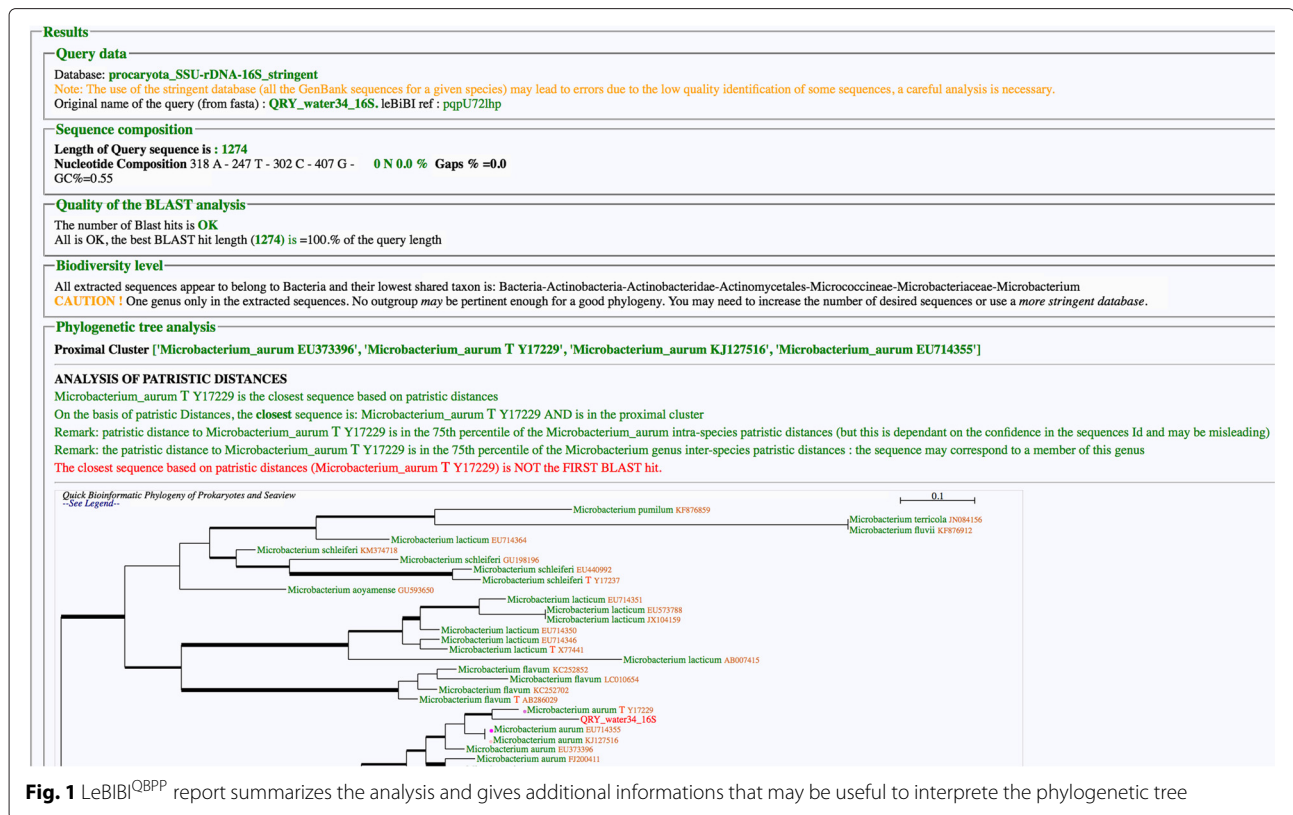 Results
Query data
Database: procaryota_SSU-rDNA-16S_stringent
Note: The use of the stringent database (all the GenBank sequences for a given species) may lead to errors due to the low quality identification of some sequences, a careful analysis is necessary.
Original name of the query (from fasta) : QRY_water34_16S. leBiBI ref : pqpU72lhp
Sequence composition
Length of Query sequence is : 1274
Nucleotide Composition 318 A - 247 T - 302 C - 407 G - 0 N 0.0 % Gaps % =0.0
GC%=0.55
Quality of the BLAST analysis
The number of Blast hits is OK
All is OK, the best BLAST hit length (1274) is =100.% of the query length
Biodiversity level
All extracted sequences appear to belong to Bacteria and their lowest shared taxon is: Bacteria-Actinobacteria-Actinobacteridae-Actinomycetales-Micrococcineae-Microbacteriaceae-Microbacterium
CAUTION ! One genus only in the extracted sequences. No outgroup may be pertinent enough for a good phylogeny. You may need to increase the number of desired sequences or use a more stringent database.
Phylogenetic tree analysis
Proximal Cluster ['Microbacterium_aurum EU373396', 'Microbacterium_aurum T Y17229', 'Microbacterium_aurum KJ127516', 'Microbacterium_aurum EU714355']
ANALYSIS OF PATRISTIC DISTANCES
Microbacterium_aurum T Y17229 is the closest sequence based on patristic distances
On the basis of patristic Distances, the closest sequence is: Microbacterium_aurum T Y17229 AND is in the proximal cluster
Remark: patristic distance to Microbacterium_aurum T Y17229 is in the 75th percentile of the Microbacterium_aurum intra-species patristic distances (but this is dependant on the confidence in the sequences Id and may be misleading)
Remark: the patristic distance to Microbacterium_aurum T Y17229 is in the 75th percentile of the Microbacterium genus inter-species patristic distances : the sequence may correspond to a member of this genus
The closest sequence based on patristic distances (Microbacterium_aurum T Y17229) is NOT the FIRST BLAST hit.
Quick Bioinformatic Phylogeny of Prokaryotes and Seaview
--See Legend--
0.1
Microbacterium pumilum KF876859
Microbacterium terricola JN084156
Microbacterium fluvii KF876912
Microbacterium lacticum EU714364
Microbacterium schleiferi KM374718
Microbacterium schleiferi GU198196
Microbacterium schleiferi EU440992
Microbacterium schleiferi T Y17237
Microbacterium aoyamense GU593650
Microbacterium lacticum EU714351
Microbacterium lacticum EU573788
Microbacterium lacticum JX104159
Microbacterium lacticum EU714350
Microbacterium lacticum EU714346
Microbacterium lacticum T X77441
Microbacterium lacticum AB007415
Microbacterium flavum KC252852
Microbacterium flavum LC010654
Microbacterium flavum KC252702
Microbacterium flavum T AB286029
Microbacterium aurum T Y17229
QRY_water34_16S
Microbacterium aurum EU714355
Microbacterium aurum KJ127516
Microbacterium aurum EU373396
Microbacterium aurum FJ200411
Fig. 1 LeBIBI^QBPP report summarizes the analysis and gives additional informations that may be useful to interprete the phylogenetic tree